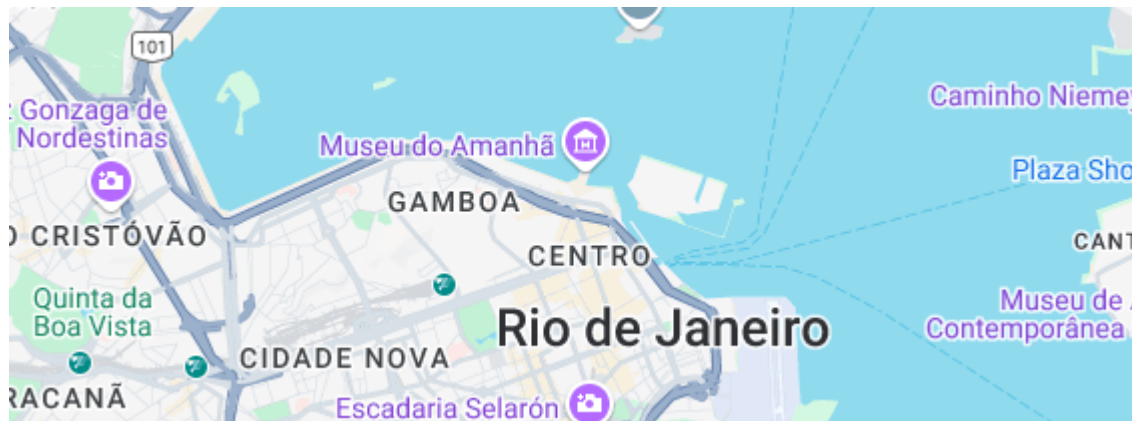 101
Gonzaga de
Nordestinas
Museu do Amanhã
Caminho Niemey
Plaza Sho
GAMBOA
O CRISTÓVÃO
CENTRO
CANT
Quinta da
Boa Vista
Rio de Janeiro
Museu de
Contemporânea
CIDADE NOVA
RACANÃ
Escadaria Selarón